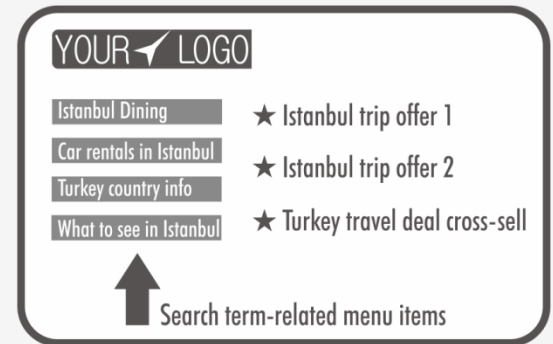 YOUR LOGO
Istanbul Dining
Car rentals in Istanbul
Turkey country info
What to see in Istanbul
★ Istanbul trip offer 1
★ Istanbul trip offer 2
★ Turkey travel deal cross-sell
Search term-related menu items